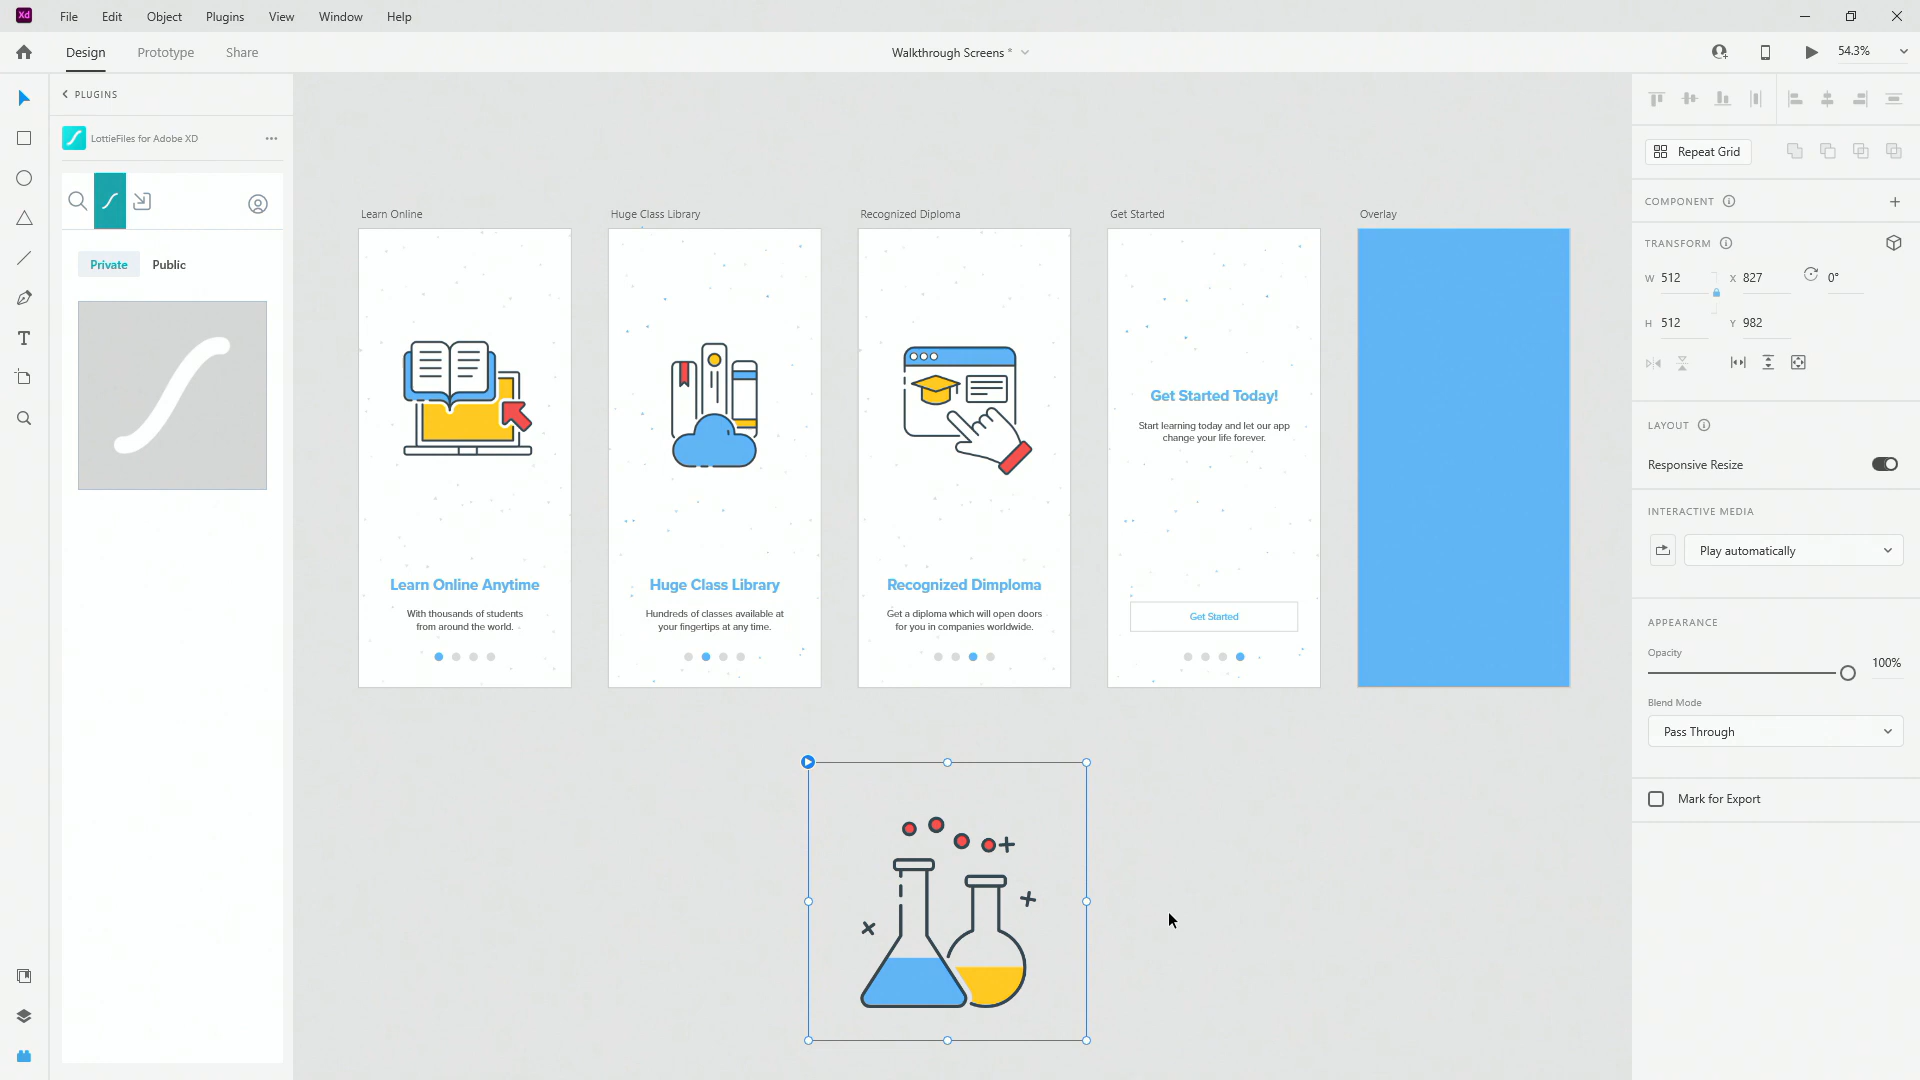 Xd File Edit Object Plugins View Window Help
Design Prototype Share Walkthrough Screens * 54.3%
PLUGINS
LottieFiles for Adobe XD
Private Public
Learn Online
Learn Online Anytime
With thousands of students
from around the world.
Huge Class Library
Huge Class Library
Hundreds of classes available at
your fingertips at any time.
Recognized Diploma
Recognized Dimploma
Get a diploma which will open doors
for you in companies worldwide.
Get Started
Get Started Today!
Start learning today and let our app
change your life forever.
Get Started
Overlay
Repeat Grid
COMPONENT
TRANSFORM
W 512 X 827 0°
H 512 Y 982
LAYOUT
Responsive Resize
INTERACTIVE MEDIA
Play automatically
APPEARANCE
Opacity
100%
Blend Mode
Pass Through
Mark for Export